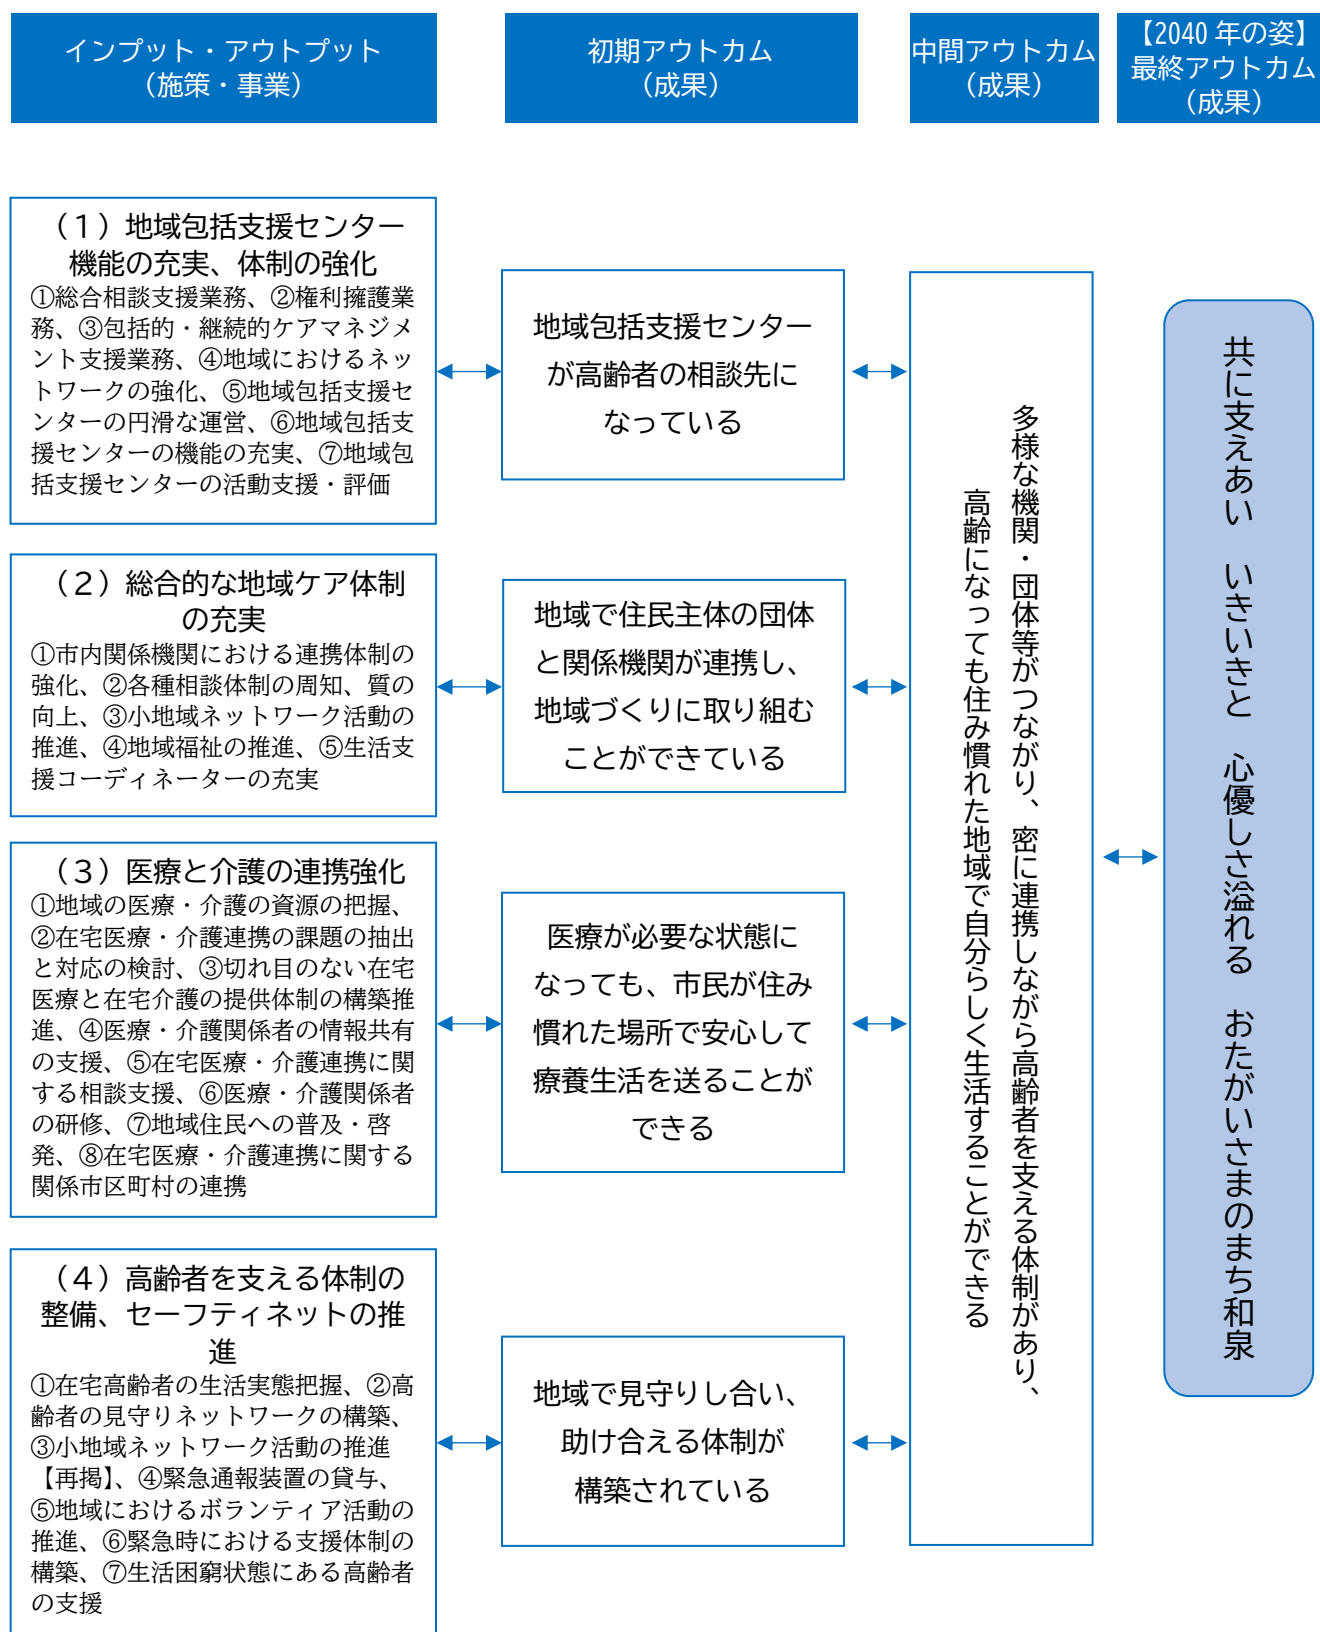 インプット・アウトプット
（施策・事業）
初期アウトカム
（成果）
中間アウトカム
（成果）
【2040年の姿】
最終アウトカム
（成果）
（１）地域包括支援センター
機能の充実、体制の強化
①総合相談支援業務、②権利擁護業
務、③包括的・継続的ケアマネジメ
ント支援業務、④地域におけるネッ
トワークの強化、⑤地域包括支援セ
ンターの円滑な運営、⑥地域包括支
援センターの機能の充実、⑦地域包
括支援センターの活動支援・評価
地域包括支援センター
が高齢者の相談先に
なっている
（２）総合的な地域ケア体制
の充実
①市内関係機関における連携体制の
強化、②各種相談体制の周知、質の
向上、③小地域ネットワーク活動の
推進、④地域福祉の推進、⑤生活支
援コーディネーターの充実
地域で住民主体の団体
と関係機関が連携し、
地域づくりに取り組む
ことができている
（３）医療と介護の連携強化
①地域の医療・介護の資源の把握、
②在宅医療・介護連携の課題の抽出
と対応の検討、③切れ目のない在宅
医療と在宅介護の提供体制の構築推
進、④医療・介護関係者の情報共有
の支援、⑤在宅医療・介護連携に関
する相談支援、⑥医療・介護関係者
の研修、⑦地域住民への普及・啓
発、⑧在宅医療・介護連携に関する
関係市区町村の連携
医療が必要な状態に
なっても、市民が住み
慣れた場所で安心して
療養生活を送ることが
できる
（４）高齢者を支える体制の
整備、セーフティネットの推
進
①在宅高齢者の生活実態把握、②高
齢者の見守りネットワークの構築、
③小地域ネットワーク活動の推進
【再掲】、④緊急通報装置の貸与、
⑤地域におけるボランティア活動の
推進、⑥緊急時における支援体制の
構築、⑦生活困窮状態にある高齢者
の支援
地域で見守りし合い、
助け合える体制が
構築されている
多様な機関・団体等がつながり、密に連携しながら高齢者を支える体制があり、
高齢になっても住み慣れた地域で自分らしく生活することができる
共に支えあい　いきいきと　心優しさ溢れる　おたがいさまのまち和泉